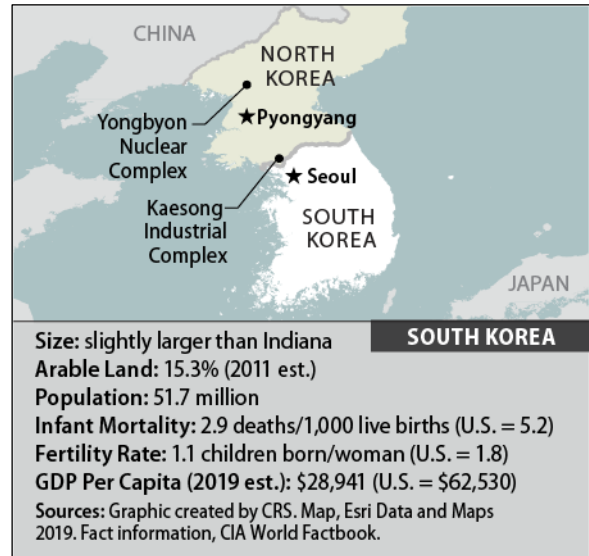 CHINA
NORTH
KOREA
Yongbyon
Nuclear
Complex
Pyongyang
Seoul
Kaesong
Industrial
Complex
SOUTH
KOREA
JAPAN
SOUTH KOREA
Size: slightly larger than Indiana
Arable Land: 15.3% (2011 est.)
Population: 51.7 million
Infant Mortality: 2.9 deaths/1,000 live births (U.S. = 5.2)
Fertility Rate: 1.1 children born/woman (U.S. = 1.8)
GDP Per Capita (2019 est.): $28,941 (U.S. = $62,530)
Sources: Graphic created by CRS. Map, Esri Data and Maps
2019. Fact information, CIA World Factbook.